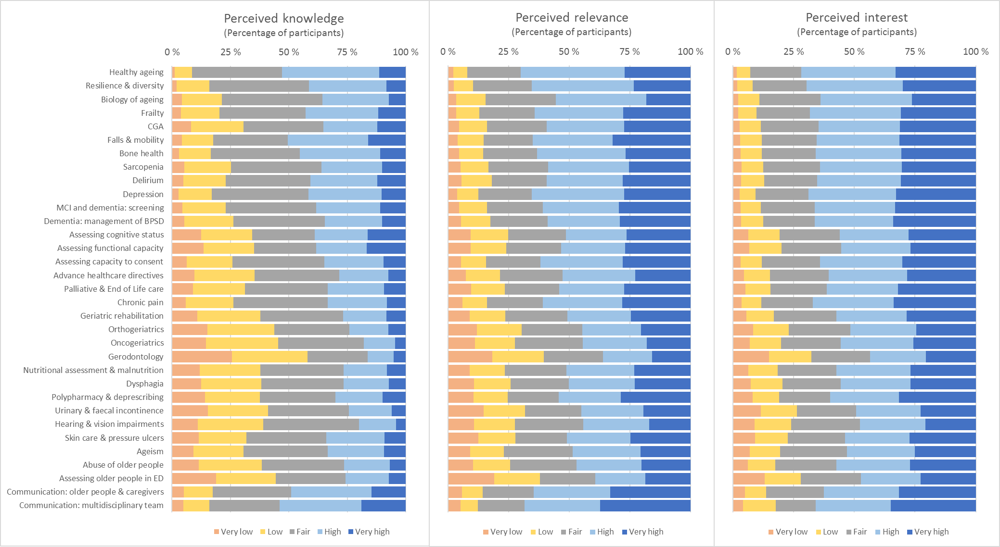 Perceived knowledge
(Percentage of participants)
0 % 25 % 50 % 75 % 100 %
Perceived relevance
(Percentage of participants)
0 % 25 % 50 % 75 % 100 %
Perceived interest
(Percentage of participants)
0 % 25 % 50 % 75 % 100 %
Healthy ageing
Resilience & diversity
Biology of ageing
Frailty
CGA
Falls & mobility
Bone health
Sarcopenia
Delirium
Depression
MCI and dementia: screening
Dementia: management of BPSD
Assessing cognitive status
Assessing functional capacity
Assessing capacity to consent
Advance healthcare directives
Palliative & End of Life care
Chronic pain
Geriatric rehabilitation
Orthogeriatrics
Oncogeriatrics
Gerodontology
Nutritional assessment & malnutrition
Dysphagia
Polypharmacy & deprescribing
Urinary & faecal incontinence
Hearing & vision impairments
Skin care & pressure ulcers
Ageism
Abuse of older people
Assessing older people in ED
Communication: older people & caregivers
Communication: multidisciplinary team
Very low Low Fair High Very high
Very low Low Fair High Very high
Very low Low Fair High Very high